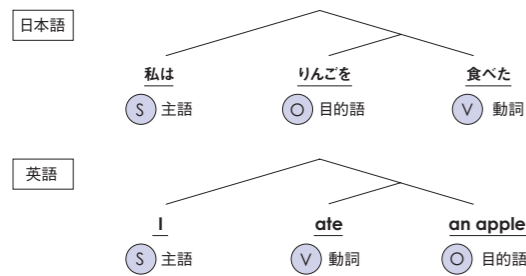 日本語
私は りんごを 食べた
S 主語 O 目的語 V 動詞
英語
I ate an apple
S 主語 V 動詞 O 目的語